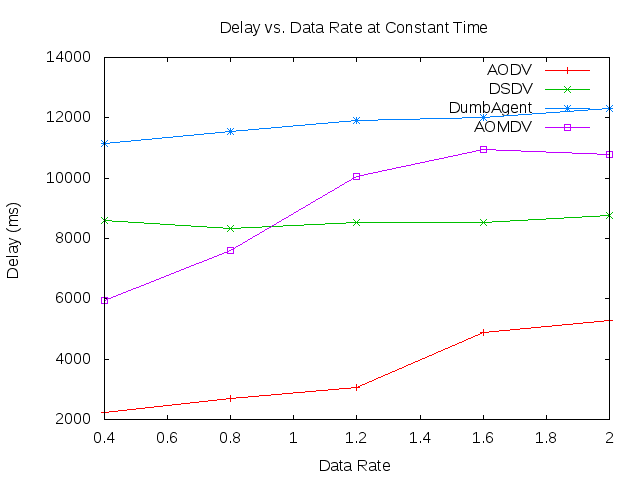 Delay vs. Data Rate at Constant Time
14000
12000
10000
8000
6000
4000
2000
Delay (ms)
AODV
DSDV
DumbAgent
AOMDV
0.4 0.6 0.8 1 1.2 1.4 1.6 1.8 2
Data Rate